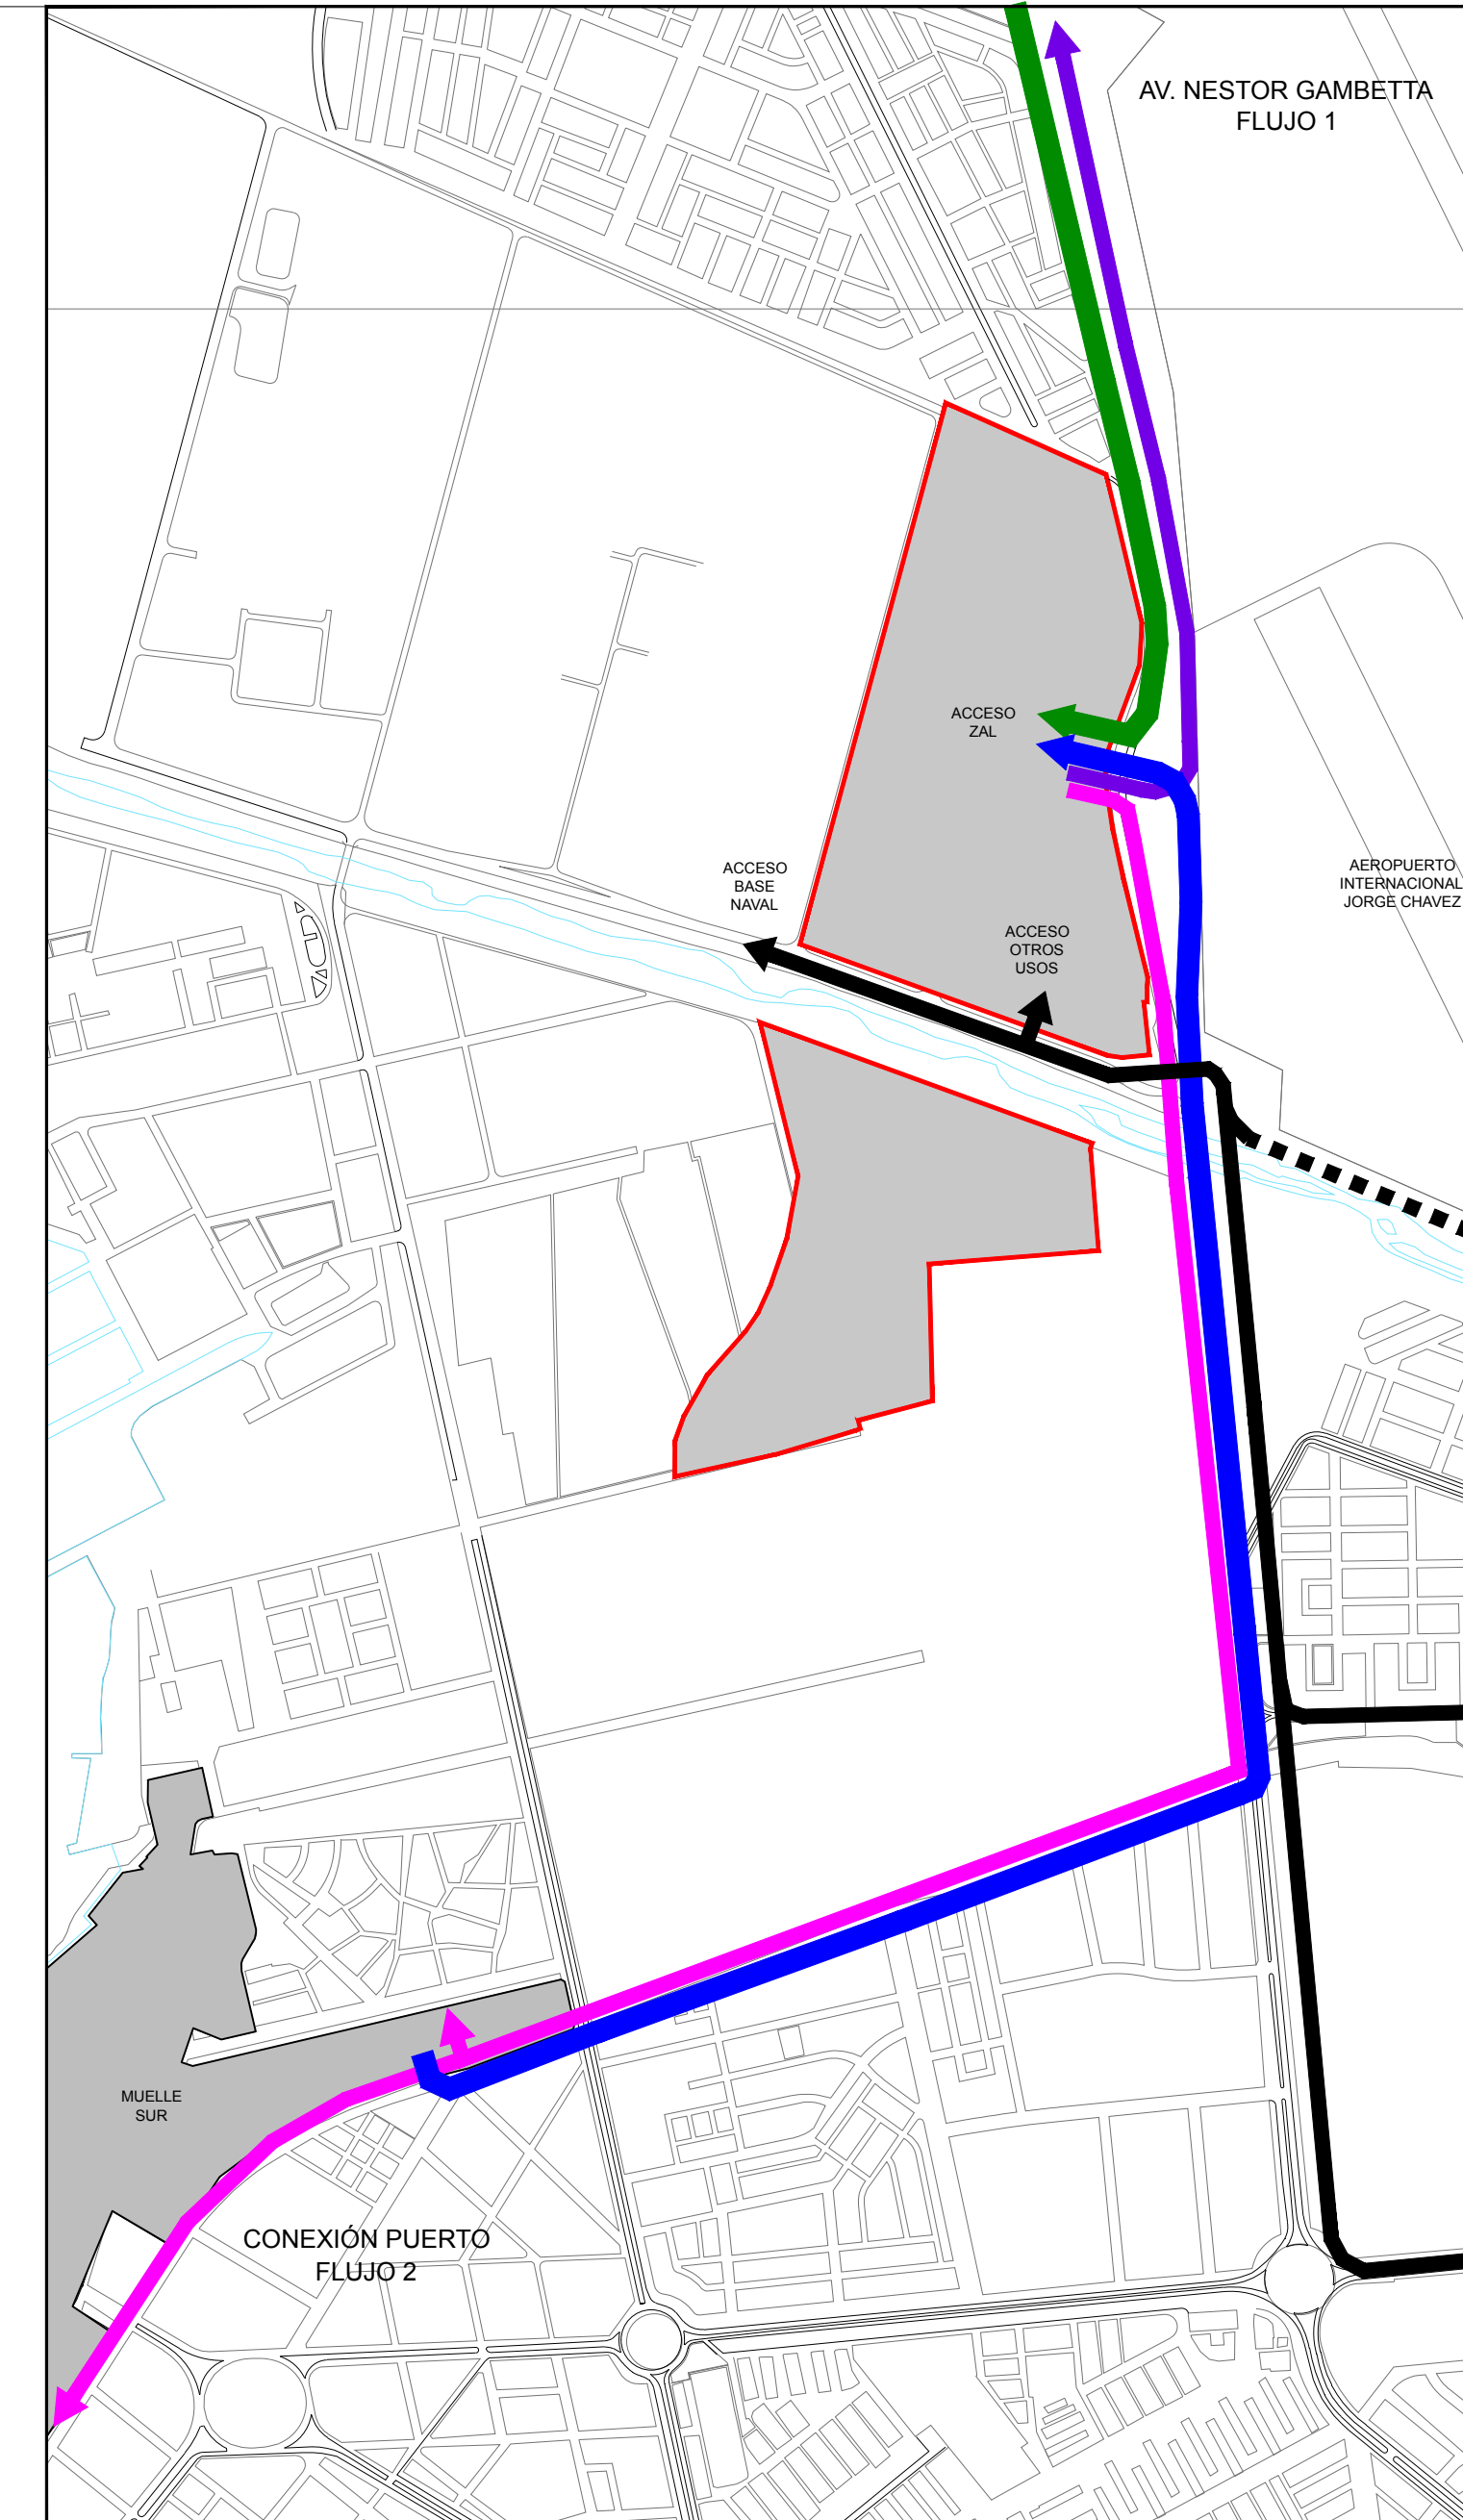 AV. NESTOR GAMBETTA
FLUJO 1
ACCESO
ZAL
ACCESO
BASE
NAVAL
AEROPUERTO
INTERNACIONAL
JORGE CHAVEZ
ACCESO
OTROS
USOS
MUELLE
SUR
CONEXIÓN PUERTO
FLUJO 2